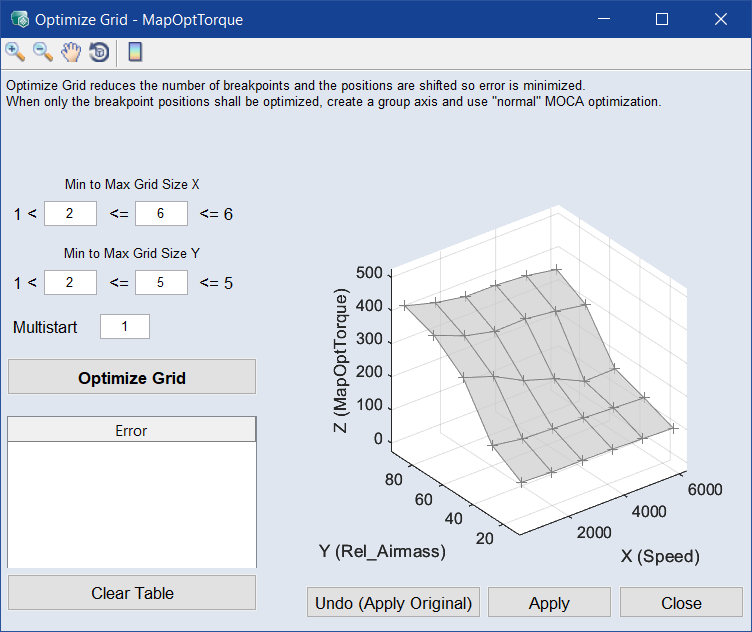 Optimize Grid - MapOptTorque
Optimize Grid reduces the number of breakpoints and the positions are shifted so error is minimized.
When only the breakpoint positions shall be optimized, create a group axis and use "normal" MOCA optimization.
Min to Max Grid Size X
1 < 2 <= 6 <= 6
Min to Max Grid Size Y
1 < 2 <= 5 <= 5
Multistart 1
Optimize Grid
Error
Clear Table
Z (MapOptTorque)
500
400
300
200
100
0
80
60
40
20
Y (Rel_Airmass)
2000
4000
6000
X (Speed)
Undo (Apply Original)
Apply
Close